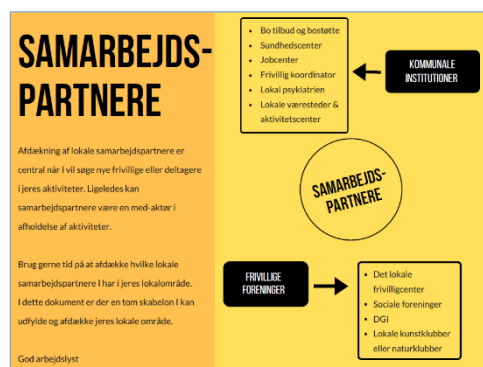 SAMARBEJDS-
PARTNERE
Afdækning af lokale samarbejdspartnere er
central når I vil søge nye frivillige eller deltagere
i jeres aktiviteter. Ligeledes kan
samarbejdspartnere være en med-aktør i
afholdelse af aktiviteter.
Brug gerne tid på at afdække hvilke lokale
samarbejdspartnere I har i jeres lokalområde.
I dette dokument er der en tom skabelon I kan
udfylde og afdække jeres lokale område.
God arbejdslyst
• Bo tilbud og bostøtte
• Sundhedscenter
• Jobcenter
• Frivillig koordinator
• Lokal psykiatrien
• Lokale væresteder &
aktivitetscenter
KOMMUNALE
INSTITUTIONER
SAMARBEJDS-
PARTNERE
FRIVILLIGE
FORENINGER
• Det lokale
frivilligcenter
• Sociale foreninger
• DGI
• Lokale kunstklubber
eller naturklubber